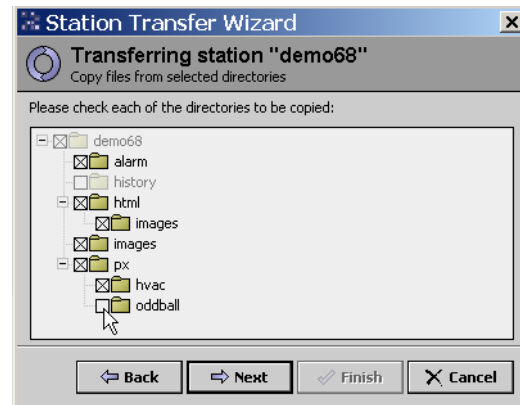 Station Transfer Wizard
Transferring station "demo68"
Copy files from selected directories
Please check each of the directories to be copied:
demo68
alarm
history
html
images
images
px
hvac
oddball
Back
Next
Finish
Cancel